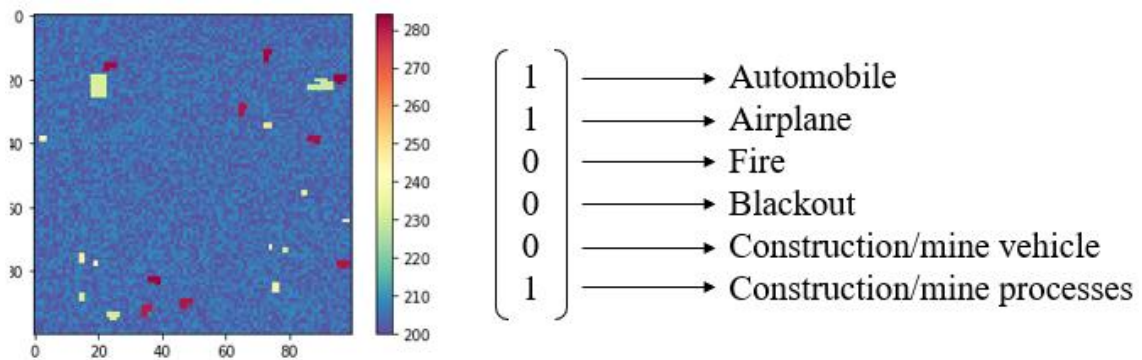 0
20
40
60
80
0 20 40 60 80
280
270
260
250
240
230
220
210
200
1 Automobile
1 Airplane
0 Fire
0 Blackout
0 Construction/mine vehicle
1 Construction/mine processes